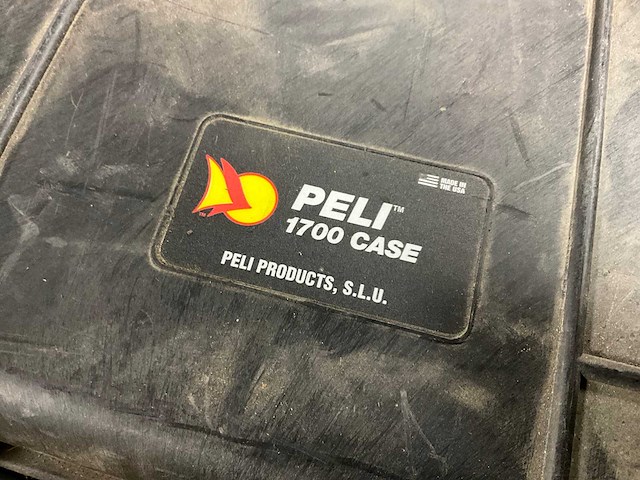 MADE IN
THE USA
PELI™
1700 CASE
PELI PRODUCTS, S.L.U.